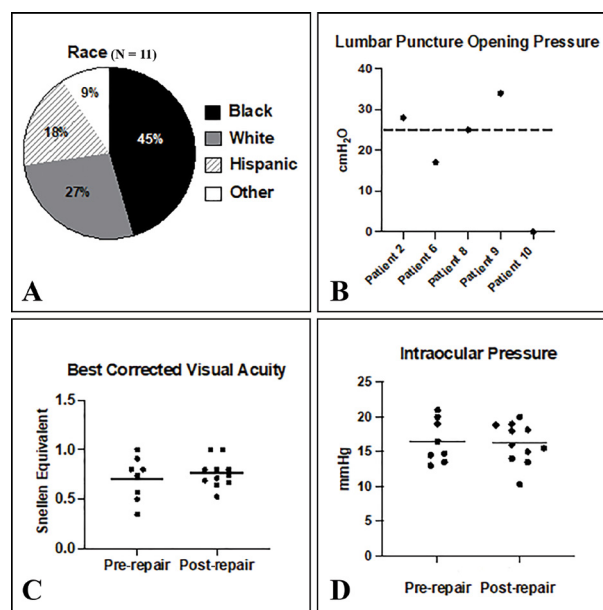 Race (N = 11)
9%
18%
45%
27%
Black
White
Hispanic
Other
A
Lumbar Puncture Opening Pressure
cmH₂O
40
30
20
10
0
Patient 2
Patient 6
Patient 8
Patient 9
Patient 10
B
Best Corrected Visual Acuity
Snellen Equivalent
1.5
1.0
0.5
0.0
Pre-repair Post-repair
C
Intraocular Pressure
mmHg
25
20
15
10
5
0
Pre-repair Post-repair
D